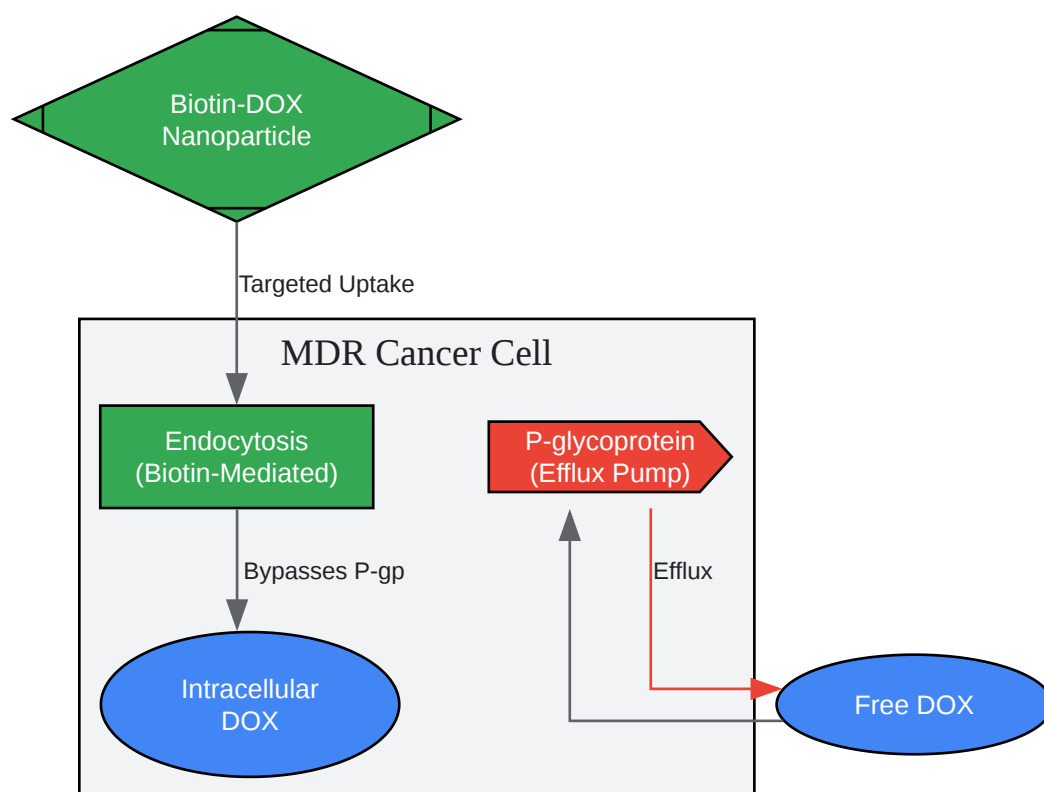 Biotin-DOX
Nanoparticle
Targeted Uptake
MDR Cancer Cell
Endocytosis
(Biotin-Mediated)
P-glycoprotein
(Efflux Pump)
Bypasses P-gp
Efflux
Intracellular
DOX
Free DOX